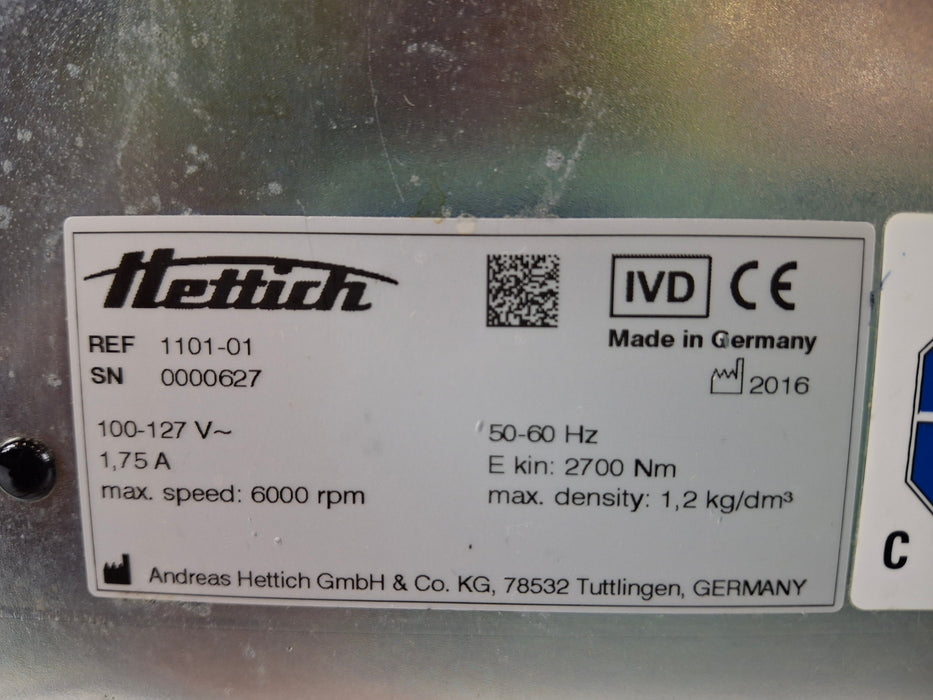 Hettich
IVD CE
Made in Germany
REF 1101-01
SN 0000627
2016
100-127 V~
50-60 Hz
1,75 A
E kin: 2700 Nm
max. speed: 6000 rpm
max. density: 1,2 kg/dm³
Andreas Hettich GmbH & Co. KG, 78532 Tuttlingen, GERMANY
C